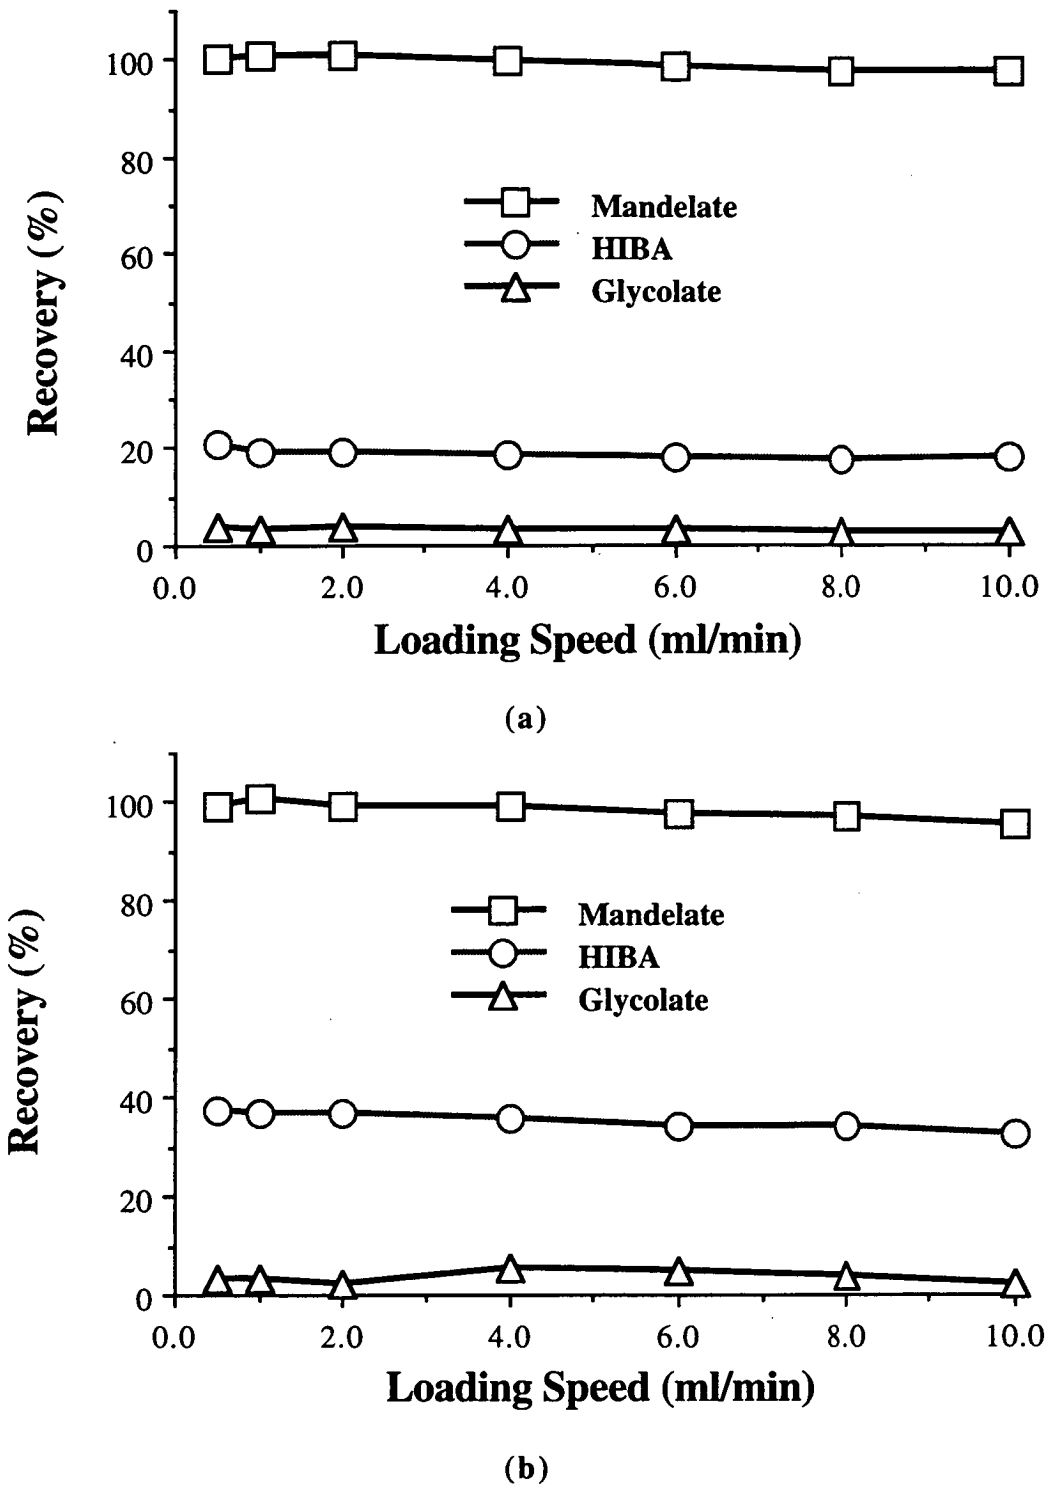 100
80
60
40
20
0
Recovery (%)
Mandelate
HIBA
Glycolate
0.0 2.0 4.0 6.0 8.0 10.0
Loading Speed (ml/min)
(a)
100
80
60
40
20
0
Recovery (%)
Mandelate
HIBA
Glycolate
0.0 2.0 4.0 6.0 8.0 10.0
Loading Speed (ml/min)
(b)